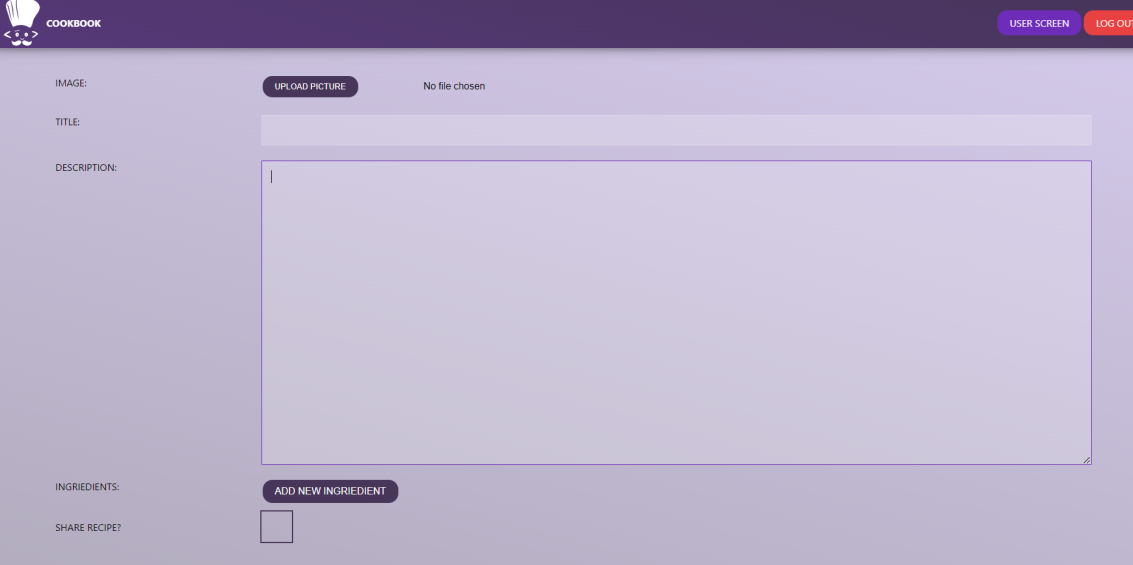 COOKBOOK
USER SCREEN
LOG OUT
IMAGE:
UPLOAD PICTURE
No file chosen
TITLE:
DESCRIPTION:
INGRIEDIENTS:
ADD NEW INGRIEDIENT
SHARE RECIPE?